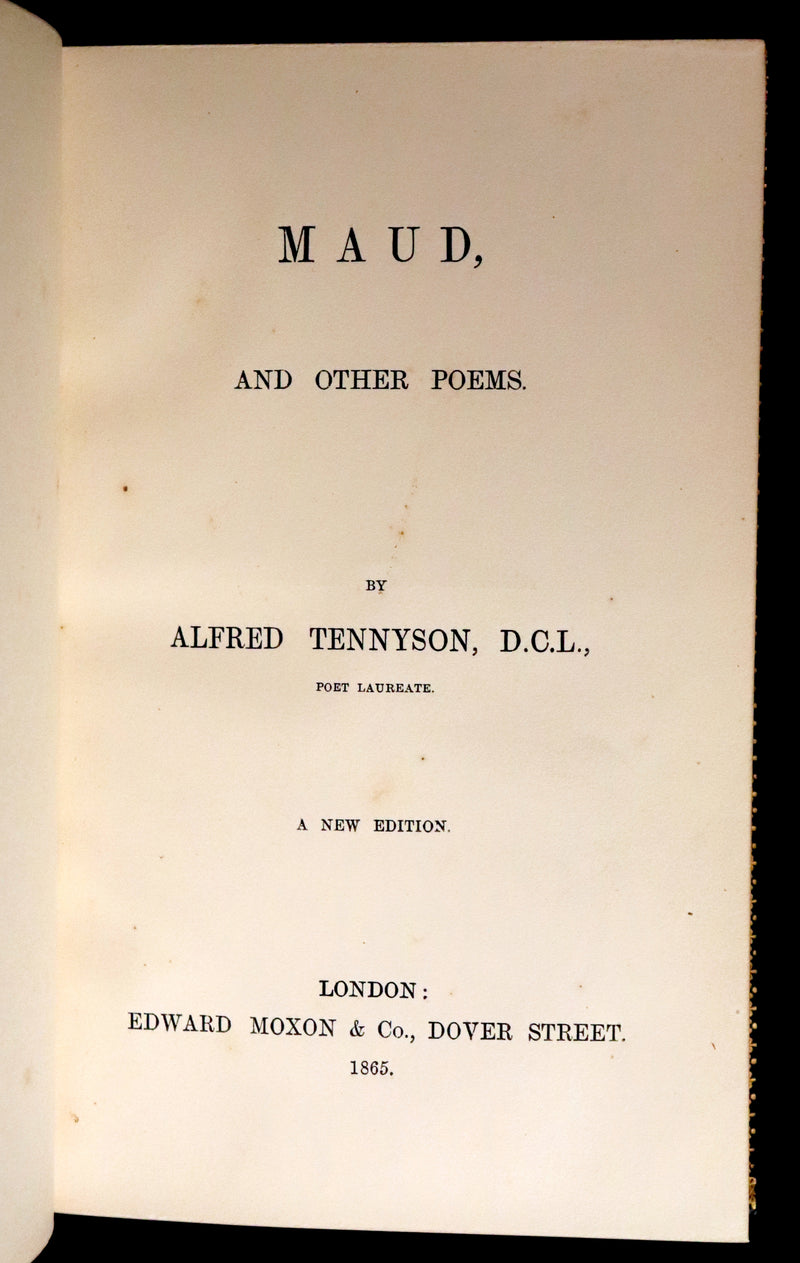 MAUD,
AND OTHER POEMS.
BY
ALFRED TENNYSON, D.C.L.,
POET LAUREATE.
A NEW EDITION.
LONDON:
EDWARD MOXON & Co., DOVER STREET.
1865.